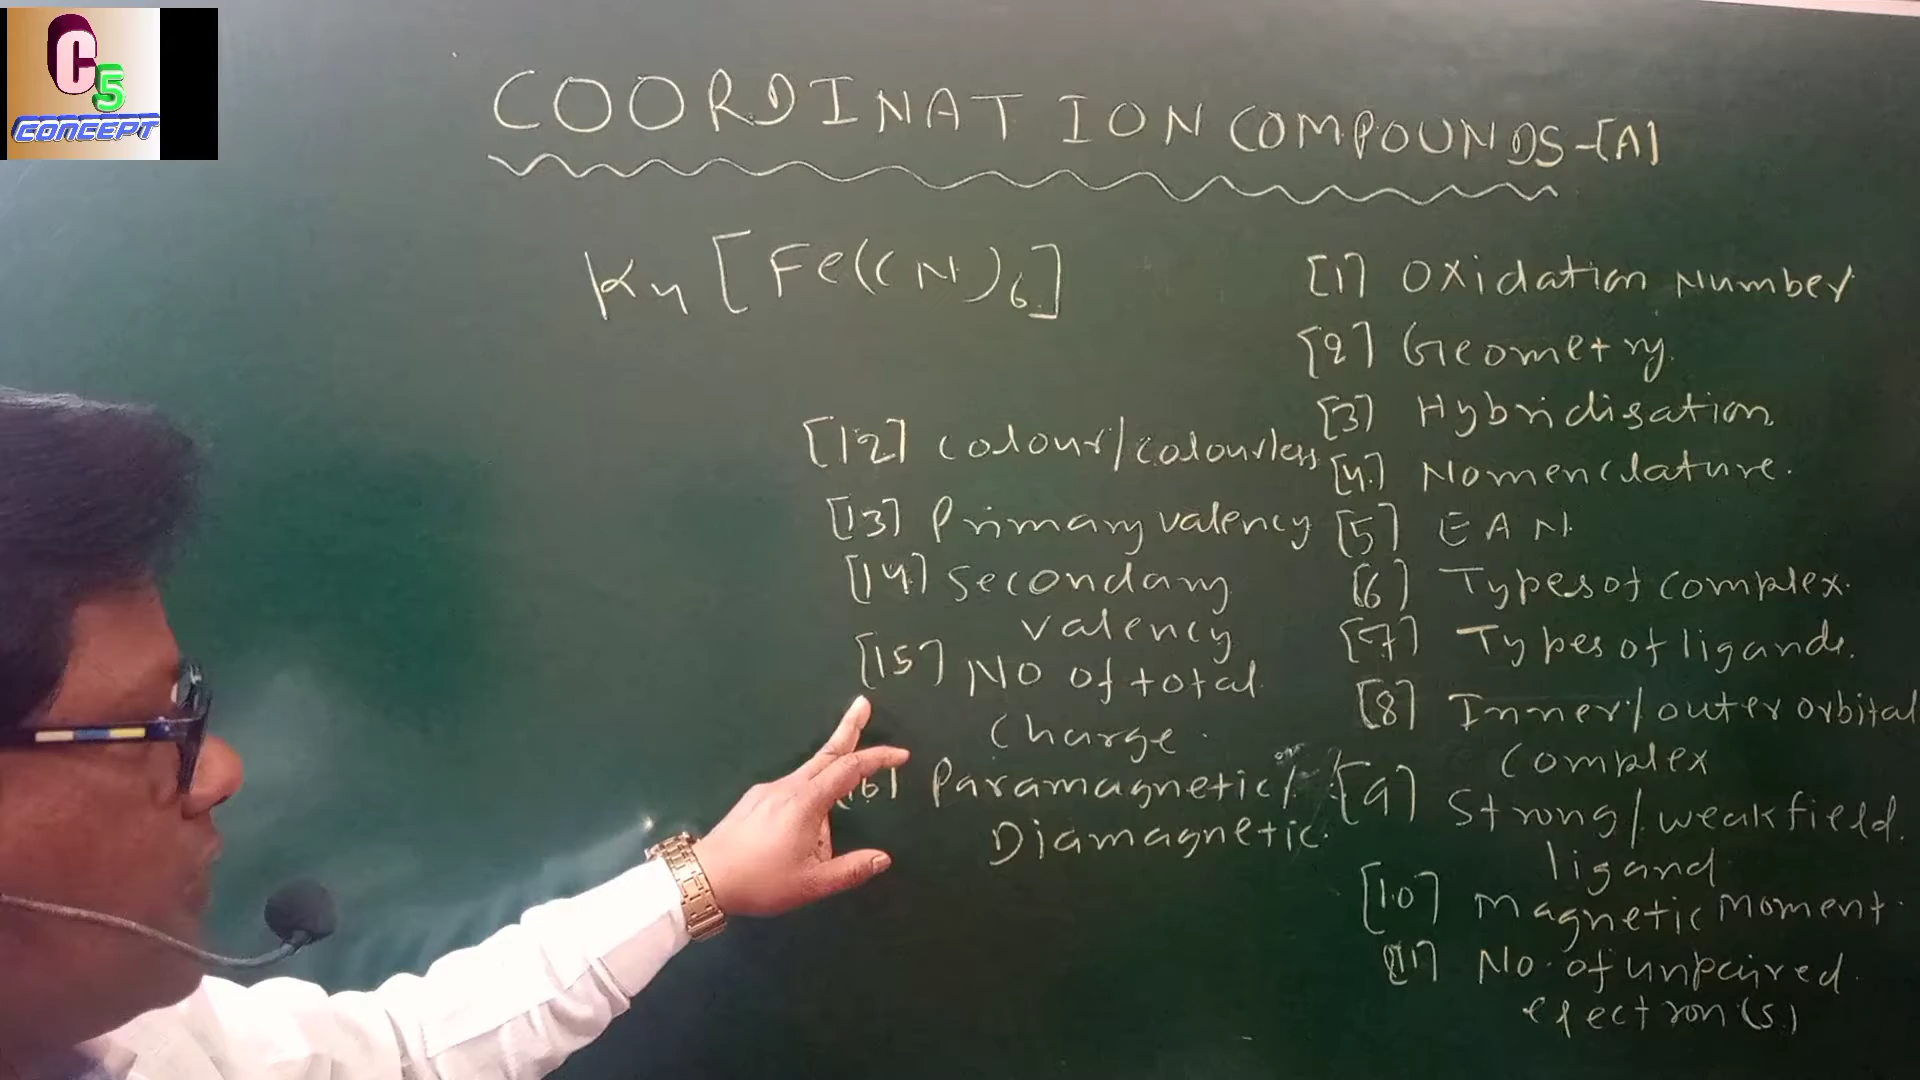 C5
CONCEPT
COORDINATION COMPOUNDS-[A]
K4[Fe(CN)6]
[1] Oxidation Number
[2] Geometry.
[3] Hybridisation
[4] Nomenclature.
[5] EAN
[6] Types of complex.
[7] Types of ligands.
[8] Inner/outer orbital
complex
[9] Strong/weak field.
ligand
[10] Magnetic Moment.
[11] No. of unpaired
electron(s)
[12] colour/colourless
[13] Primary valency
[14] Secondary
valency
[15] No of total
charge.
[16] Paramagnetic/
Diamagnetic.